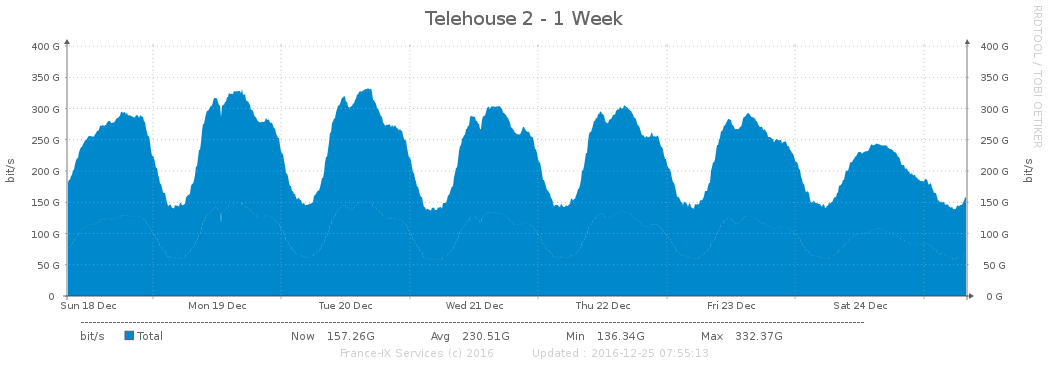 Telehouse 2 - 1 Week
RRDTOOL / TOBI OETIKER
400 G 400 G
350 G 350 G
300 G 300 G
250 G 250 G
200 G 200 G
150 G 150 G
100 G 100 G
50 G 50 G
0 0 G
bit/s bit/s
Sun 18 Dec Mon 19 Dec Tue 20 Dec Wed 21 Dec Thu 22 Dec Fri 23 Dec Sat 24 Dec
bit/s Total Now 157.26G Avg 230.51G Min 136.34G Max 332.37G
France-IX Services (c) 2016 Updated : 2016-12-25 07:55:13